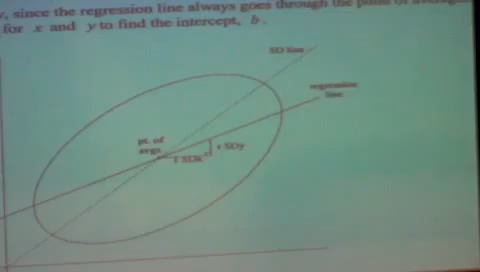 , since the regression line always goes through the point of
for x and y to find the intercept, b.
SD line
regression
line
pt. of
avgs
1 SDx
r SDy